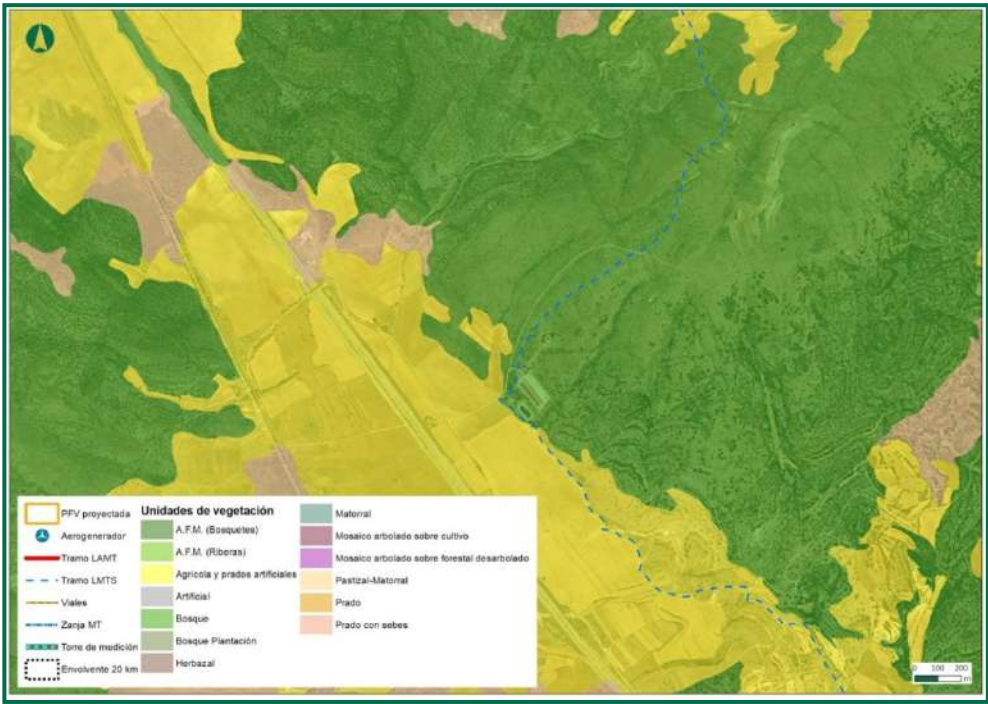 PFV proyectada
Aerogenerador
Tramo LAMT
Tramo LMTS
Viales
Zanja MT
Torre de medición
Envolvente 20 km
Unidades de vegetación
A.F.M. (Bosquetes)
A.F.M. (Riberas)
Agrícola y prados artificiales
Artificial
Bosque
Bosque Plantación
Herbazal
Matorral
Mosaico arbolado sobre cultivo
Mosaico arbolado sobre forestal desarbolado
Pastizal-Matorral
Prado
Prado con sebes
0 100 200
m